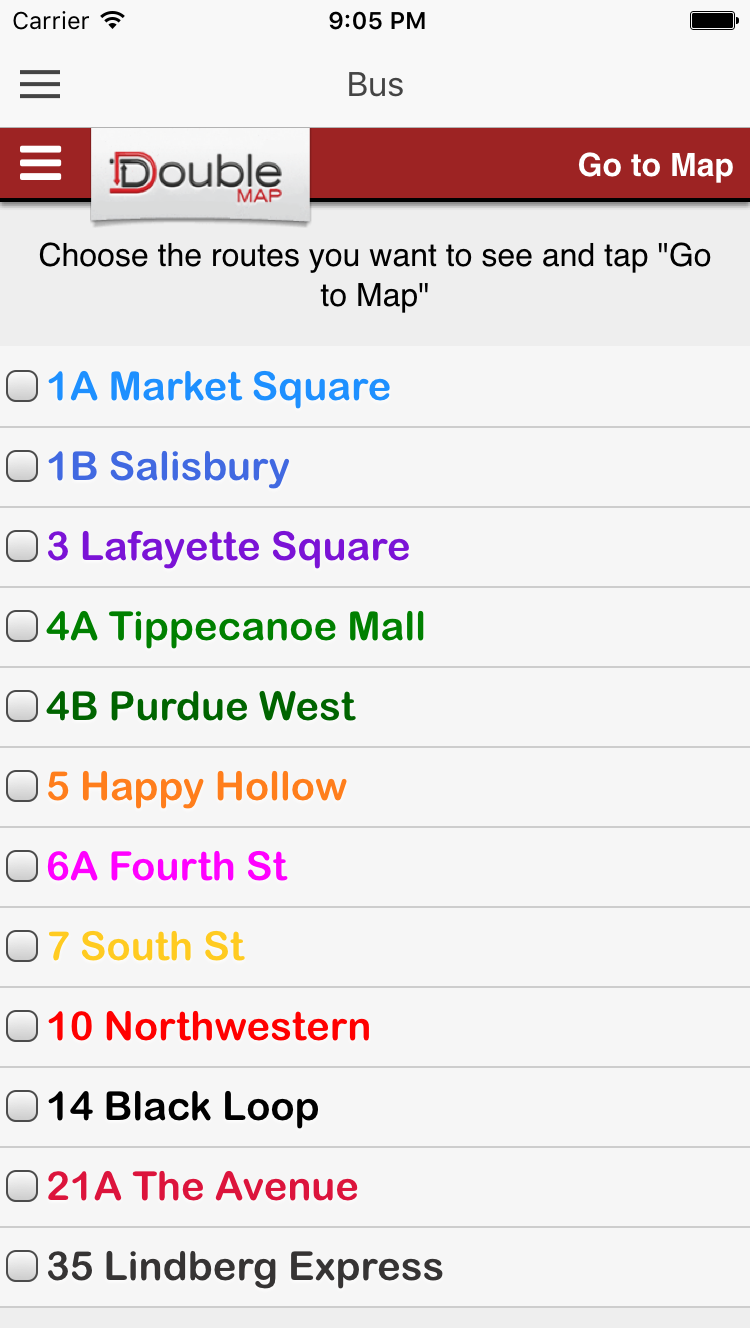 Carrier 9:05 PM
Bus
Double
MAP
Go to Map
Choose the routes you want to see and tap "Go
to Map"
1A Market Square
1B Salisbury
3 Lafayette Square
4A Tippecanoe Mall
4B Purdue West
5 Happy Hollow
6A Fourth St
7 South St
10 Northwestern
14 Black Loop
21A The Avenue
35 Lindberg Express